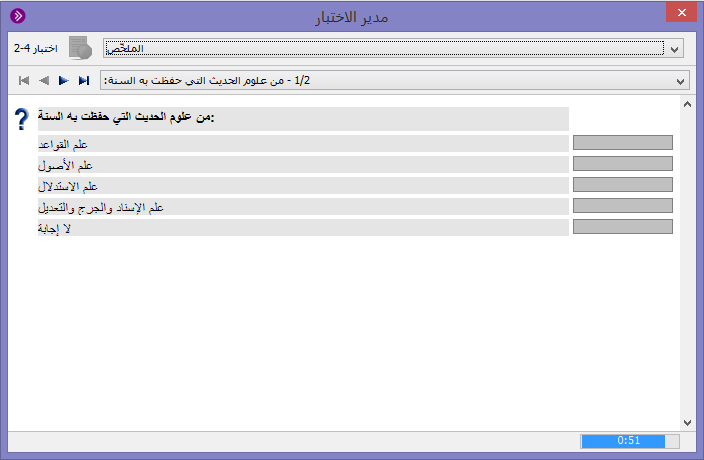 مدير الاختبار
اختبار 4-2
الملخّص
1/2 - من علوم الحديث التي حفظت به السنة:
من علوم الحديث التي حفظت به السنة:
علم القواعد
علم الأصول
علم الاستدلال
علم الإسناد والجرح والتعديل
لا إجابة
0:51